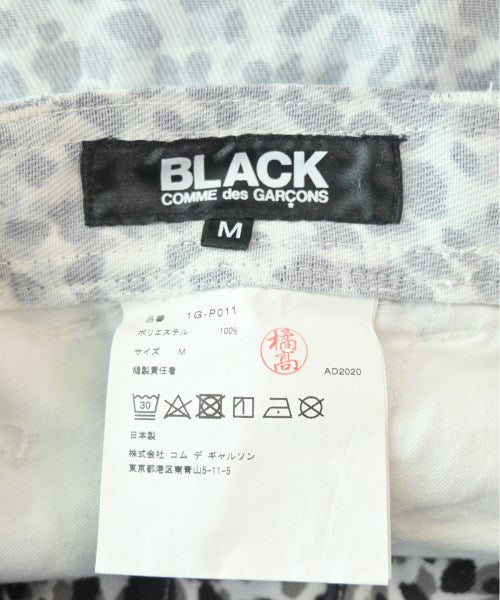 BLACK
COMME des GARÇONS
M
品番 1G-P011
ポリエステル 100%
サイズ M
縫製責任者 橘髙 AD2020
30
日本製
株式会社 コム デ ギャルソン
東京都港区南青山5-11-5